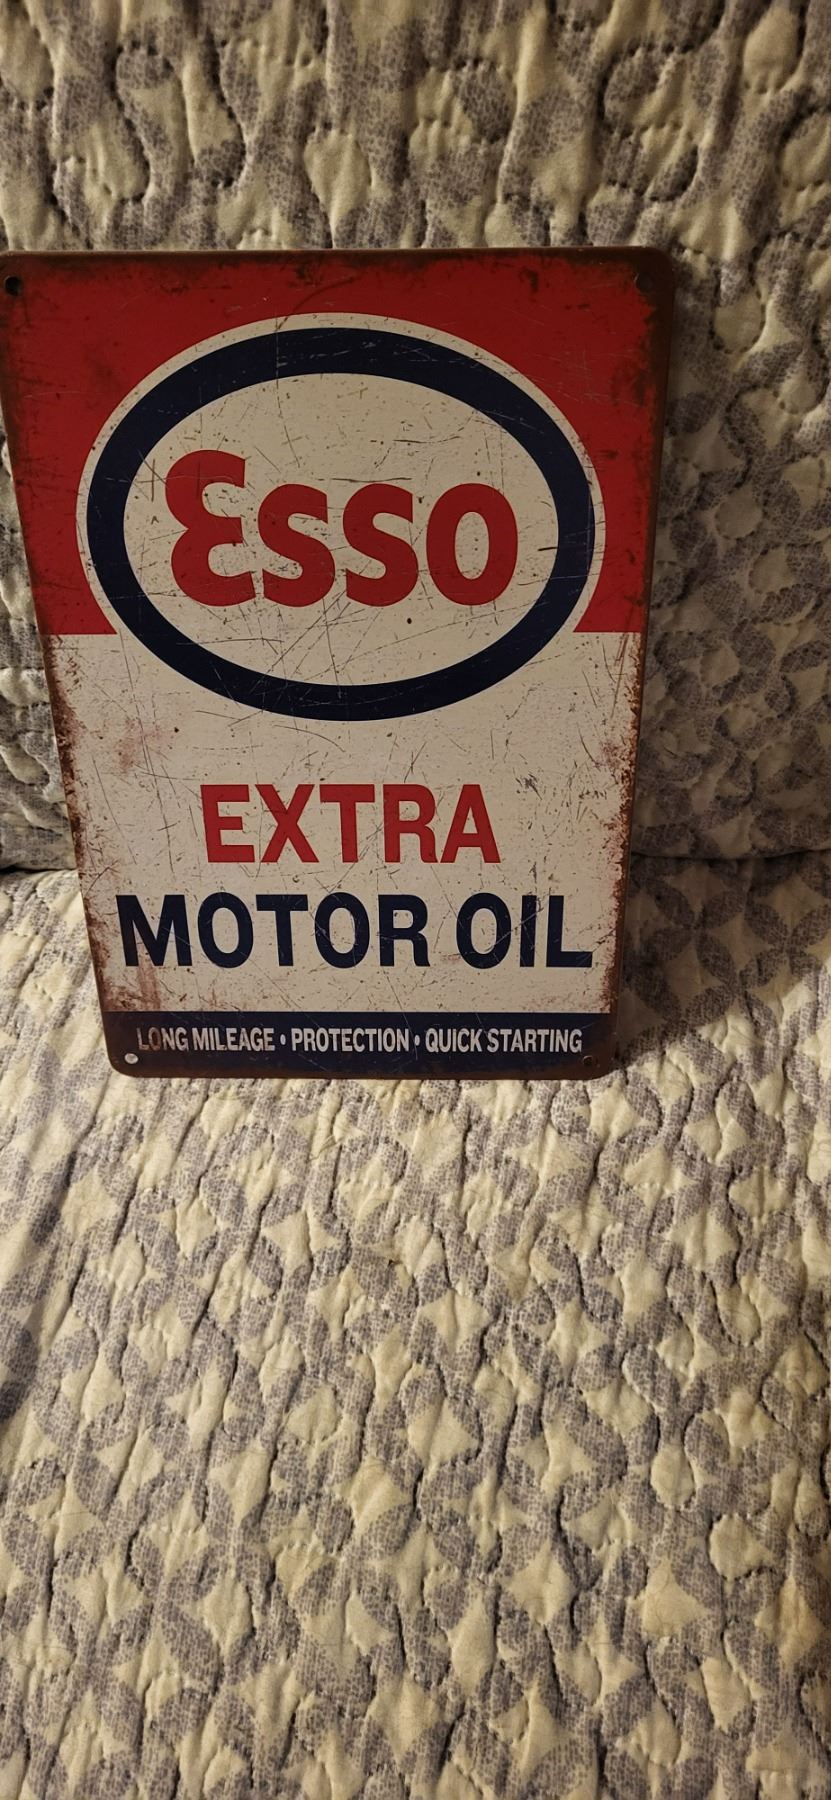 Esso
EXTRA
MOTOR OIL
LONG MILEAGE • PROTECTION • QUICK STARTING